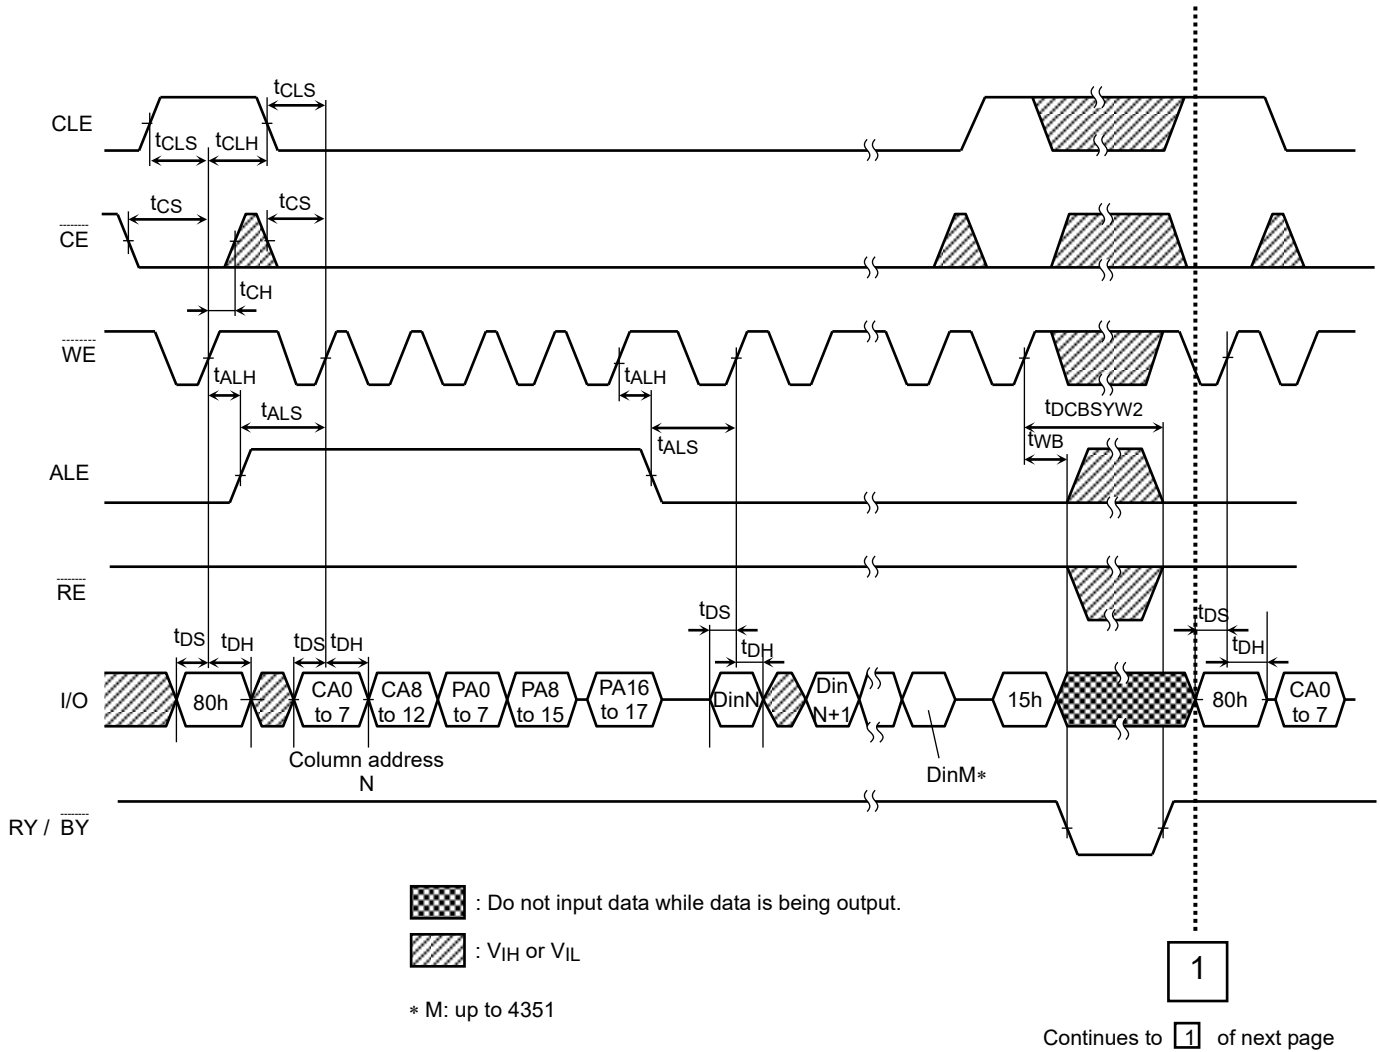 tCLS
CLE
tCLS tCLH
tCS tCS
CE
tCH
WE
tALH tALH
tALS tDCBSYW2
tALS tWB
ALE
RE
tDS tDS
tDS tDH tDS tDH tDH tDH
I/O 80h CA0 to 7 CA8 to 12 PA0 to 7 PA8 to 15 PA16 to 17 DinN Din N+1 15h 80h CA0 to 7
Column address
N
DinM*
RY / BY
: Do not input data while data is being output.
: VIH or VIL
1
* M: up to 4351
Continues to 1 of next page